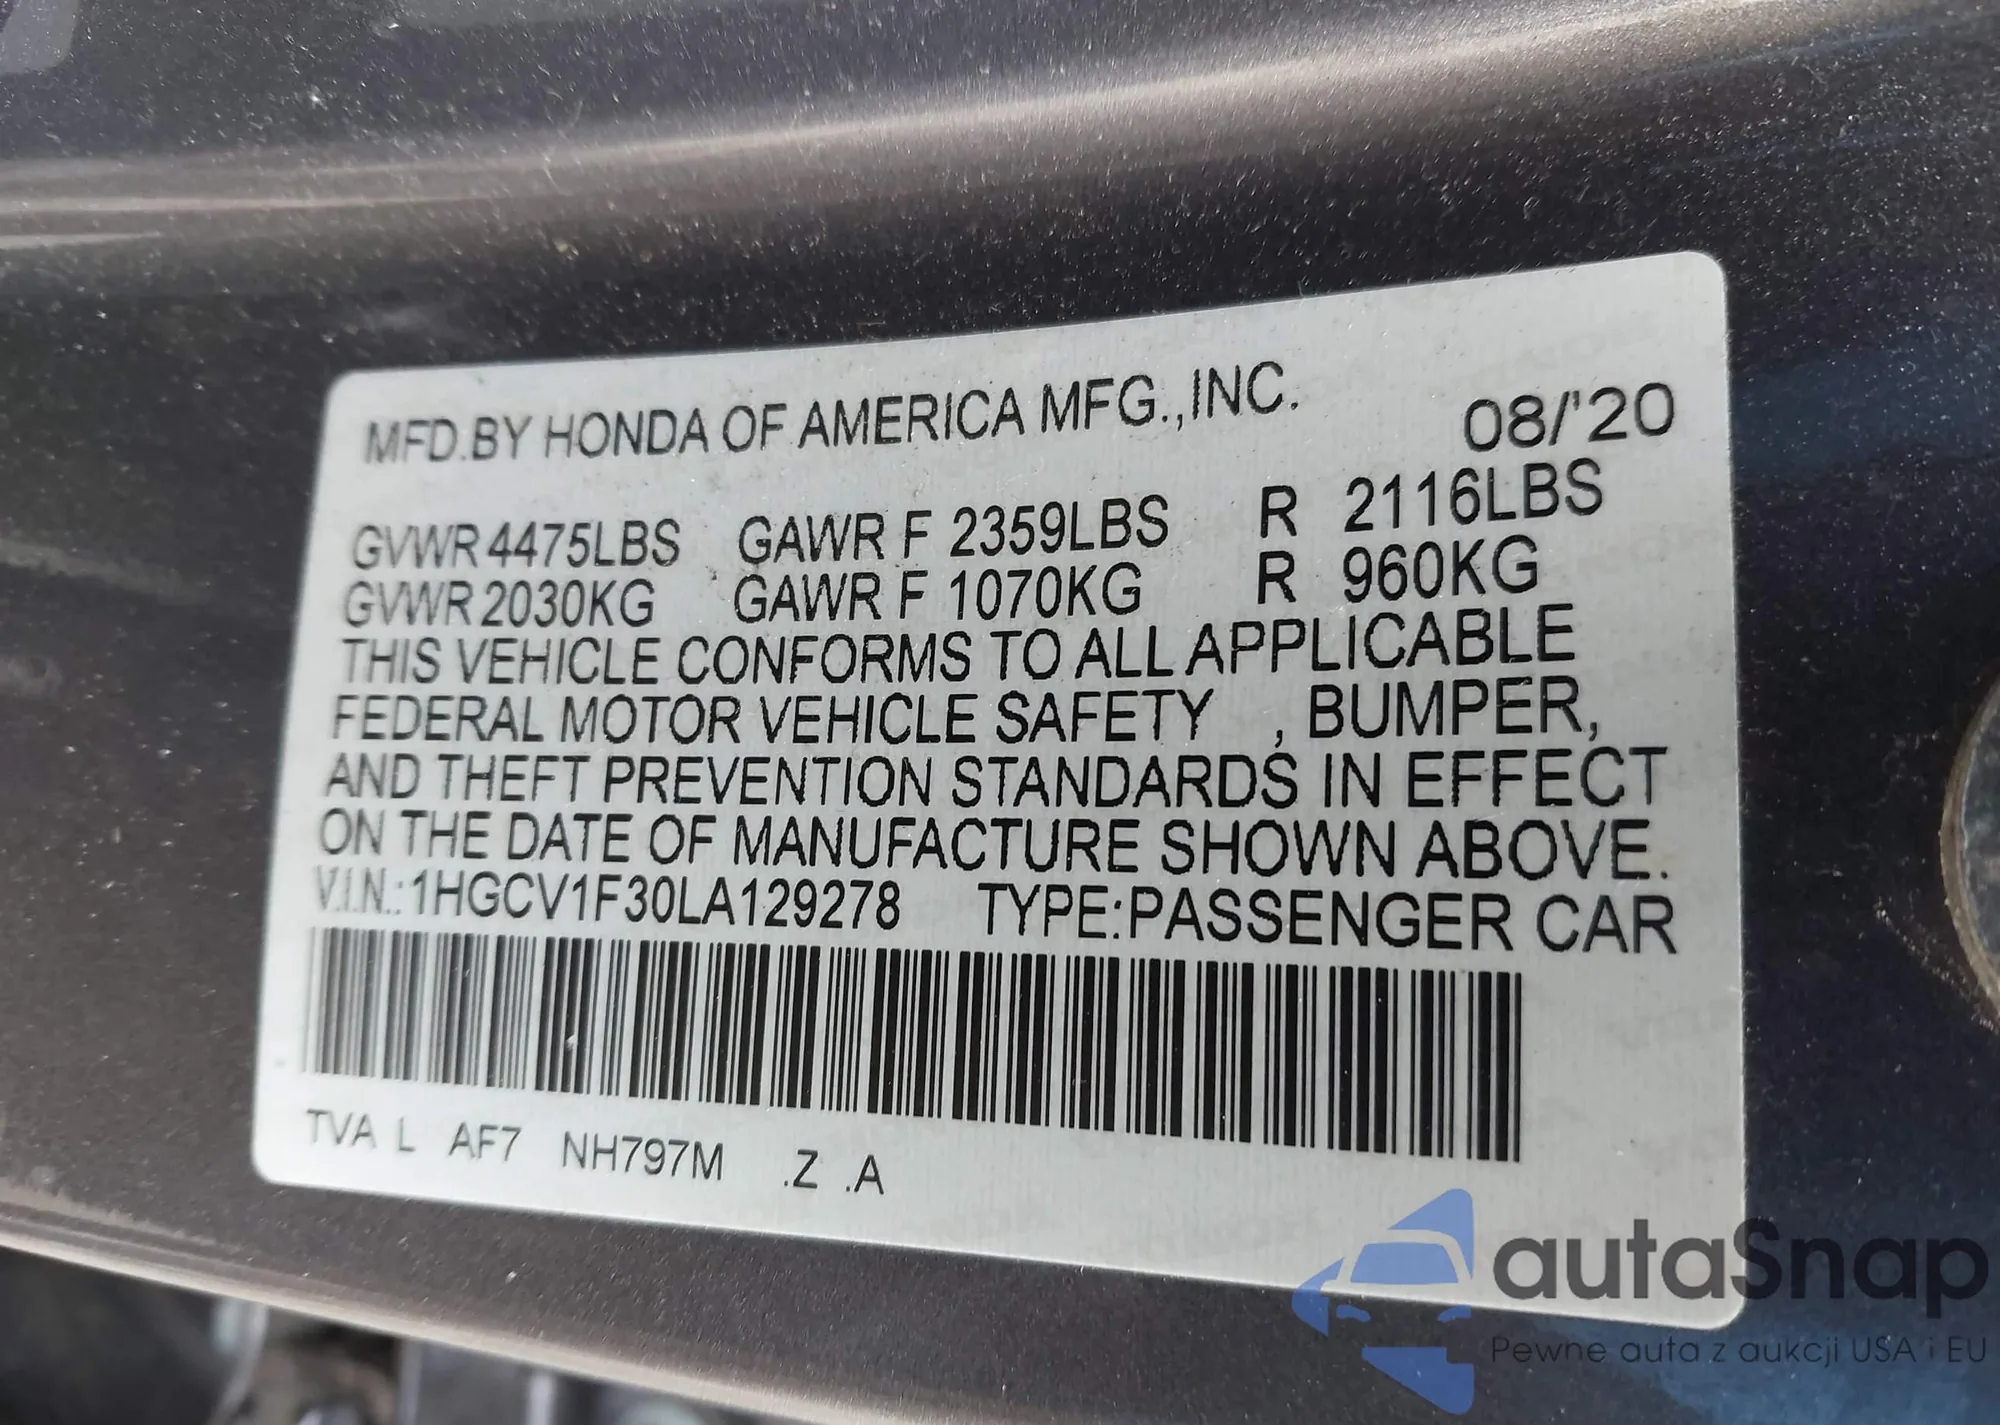 MFD.BY HONDA OF AMERICA MFG.,INC. 08/'20
GVWR 4475LBS GAWR F 2359LBS R 2116LBS
GVWR 2030KG GAWR F 1070KG R 960KG
THIS VEHICLE CONFORMS TO ALL APPLICABLE
FEDERAL MOTOR VEHICLE SAFETY , BUMPER,
AND THEFT PREVENTION STANDARDS IN EFFECT
ON THE DATE OF MANUFACTURE SHOWN ABOVE.
V.I.N.:1HGCV1F30LA129278 TYPE:PASSENGER CAR
TVA L AF7 NH797M .Z .A
autaSnap
Pewne auta z aukcji USA i EU